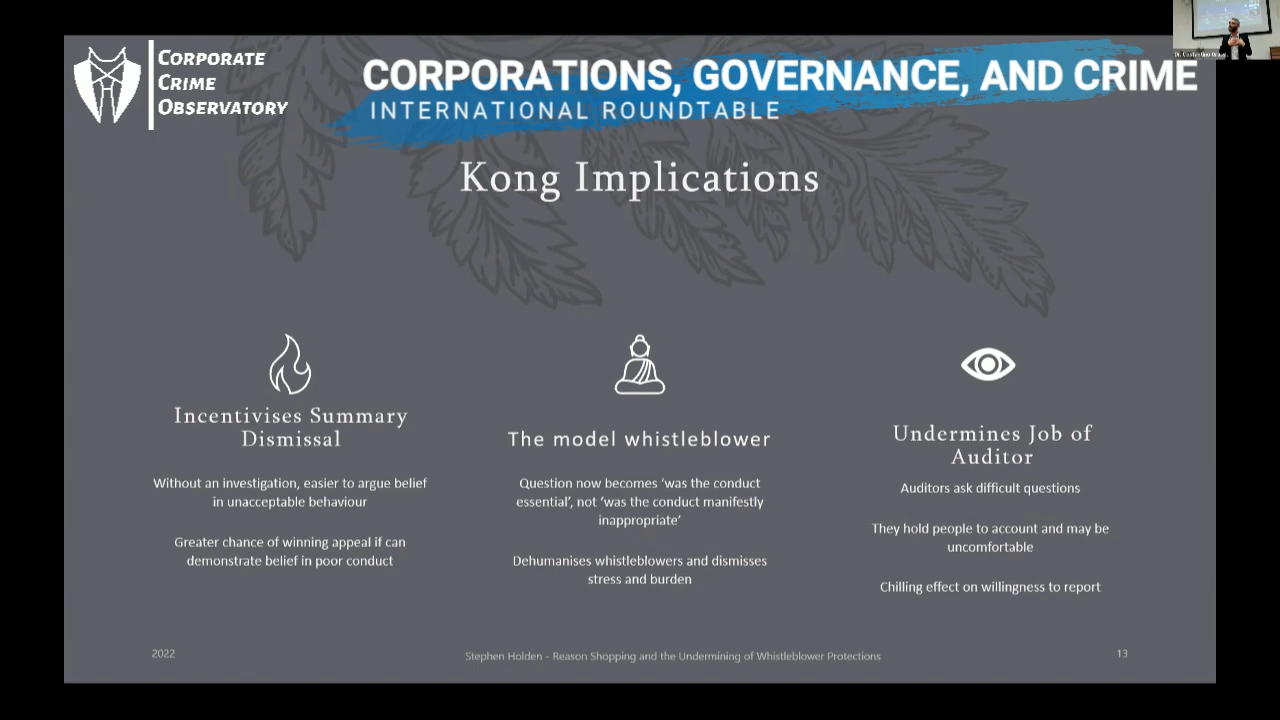 CORPORATE
CRIME
OBSERVATORY
CORPORATIONS, GOVERNANCE, AND CRIME
INTERNATIONAL ROUNDTABLE
Kong Implications
Incentivises Summary
Dismissal
Without an investigation, easier to argue belief
in unacceptable behaviour
Greater chance of winning appeal if can
demonstrate belief in poor conduct
The model whistleblower
Question now becomes ‘was the conduct
essential’, not ‘was the conduct manifestly
inappropriate’
Dehumanises whistleblowers and dismisses
stress and burden
Undermines Job of
Auditor
Auditors ask difficult questions
They hold people to account and may be
uncomfortable
Chilling effect on willingness to report
2022
Stephen Holden - Reason Shopping and the Undermining of Whistleblower Protections
13